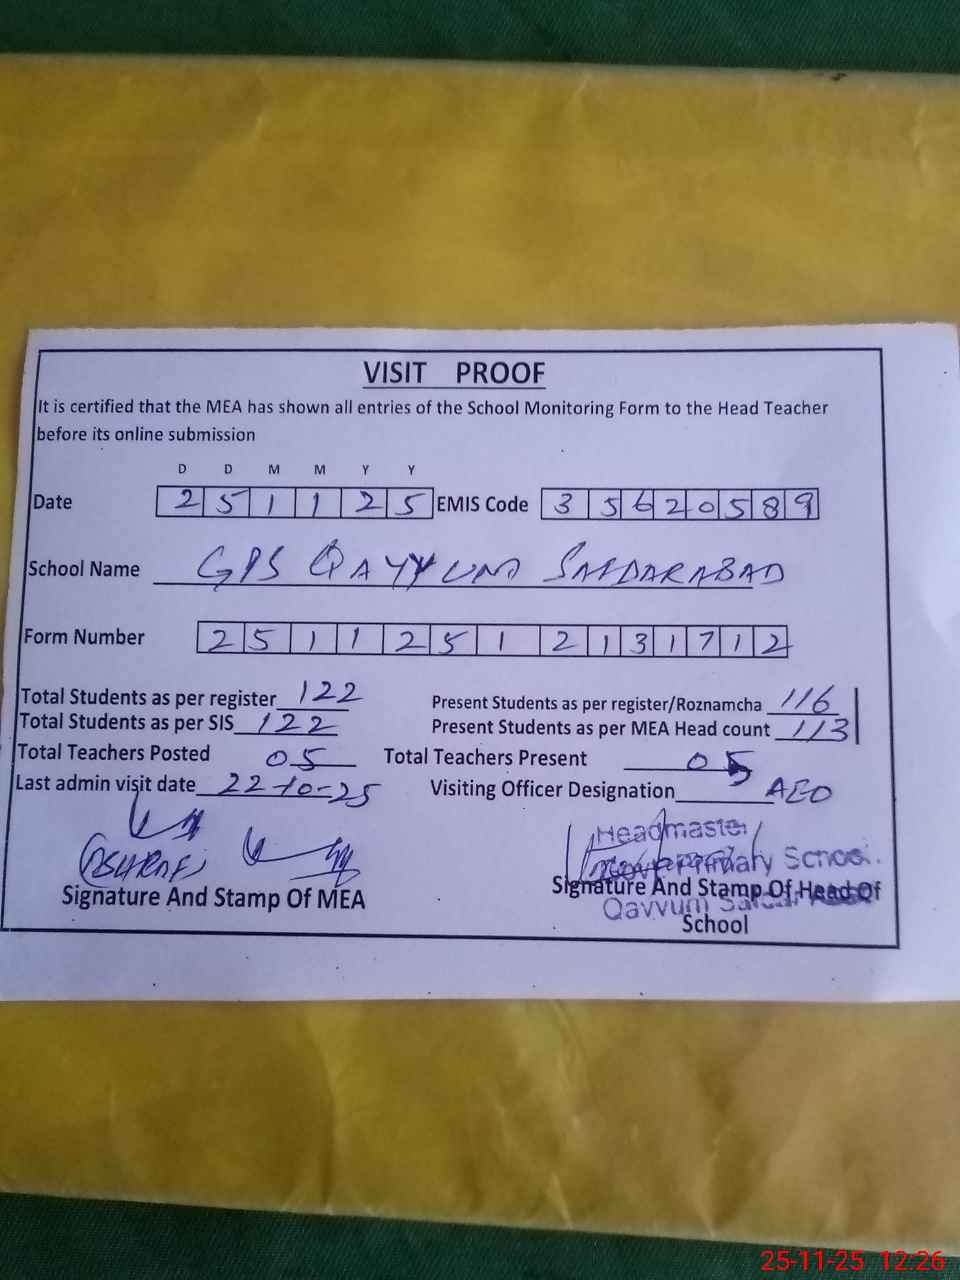 VISIT PROOF
It is certified that the MEA has shown all entries of the School Monitoring Form to the Head Teacher
before its online submission
D D M M Y Y
Date 2 5 1 1 2 5 EMIS Code 3 5 6 2 0 5 8 9
School Name GPS QAYYUM SAFDARABAD
Form Number 2 5 1 1 2 5 1 2 1 3 1 7 1 2
Total Students as per register 122 Present Students as per register/Roznamcha 116
Total Students as per SIS 122 Present Students as per MEA Head count 113
Total Teachers Posted 05 Total Teachers Present 05
Last admin visit date 22-10-25 Visiting Officer Designation AEO
ASHRAF
Headmaster
Govt Primary School
Signature And Stamp Of MEA Signature And Stamp Of Head Of
Qayyum
School
25-11-25 12:26